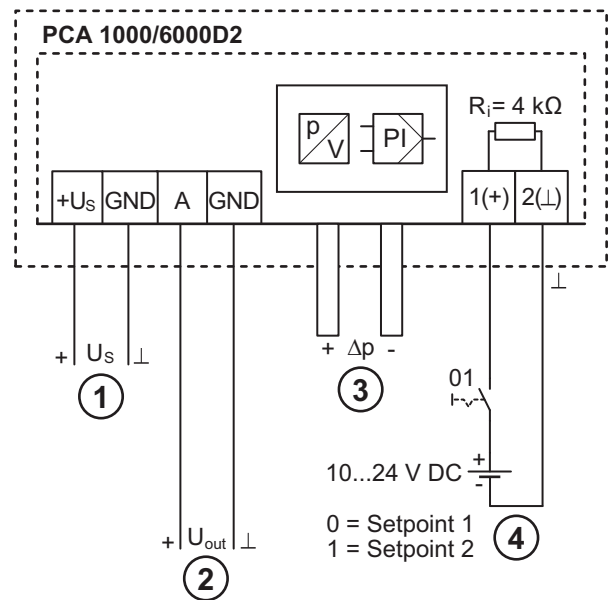 PCA 1000/6000D2
Rᵢ= 4 kΩ
p
V
PI
+Uₛ GND A GND
1(+) 2(⊥)
⊥
+ Uₛ ⊥
1
+ Δp -
3
01
+
10...24 V DC
-
0 = Setpoint 1
1 = Setpoint 2
4
+ Uₒᵤₜ ⊥
2